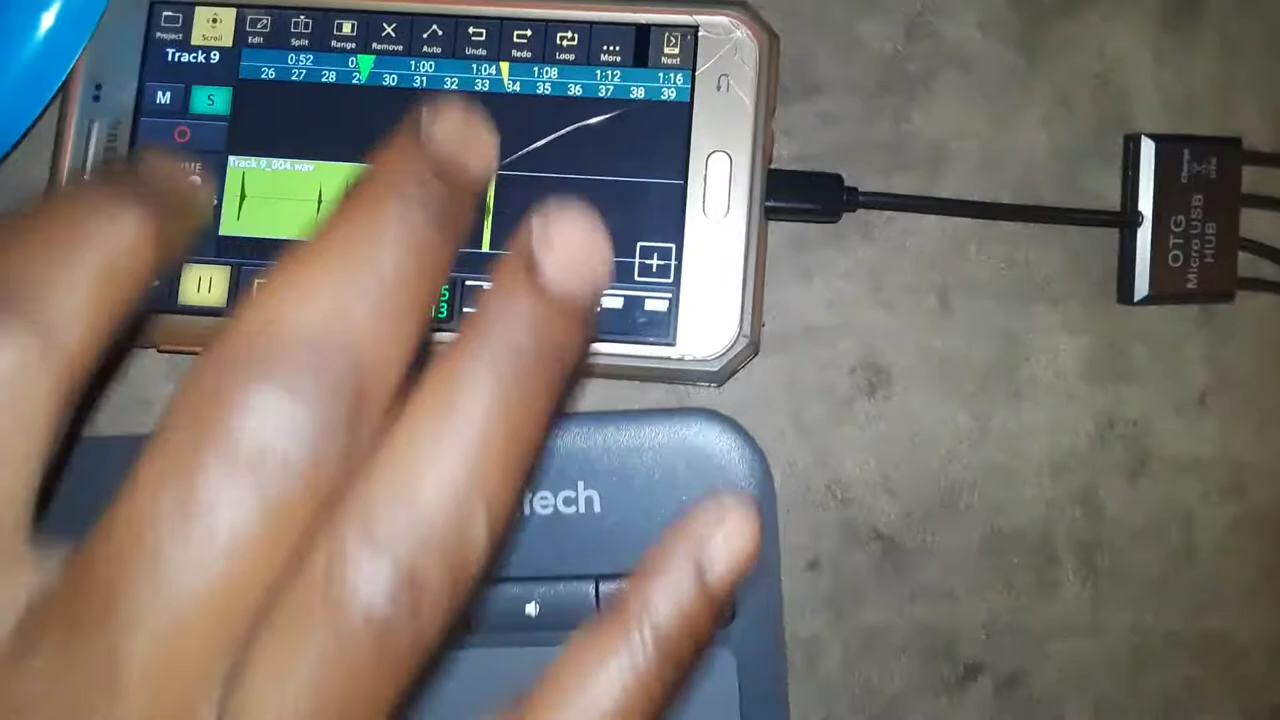 Project Scroll Edit Split Range Remove Auto Undo Redo Loop More Next
Track 9
0:52 1:00 1:04 1:08 1:12 1:16
26 27 28 29 30 31 32 33 34 35 36 37 38 39
M S
Track 9_004.wav
OTG
Micro USB
HUB
tech